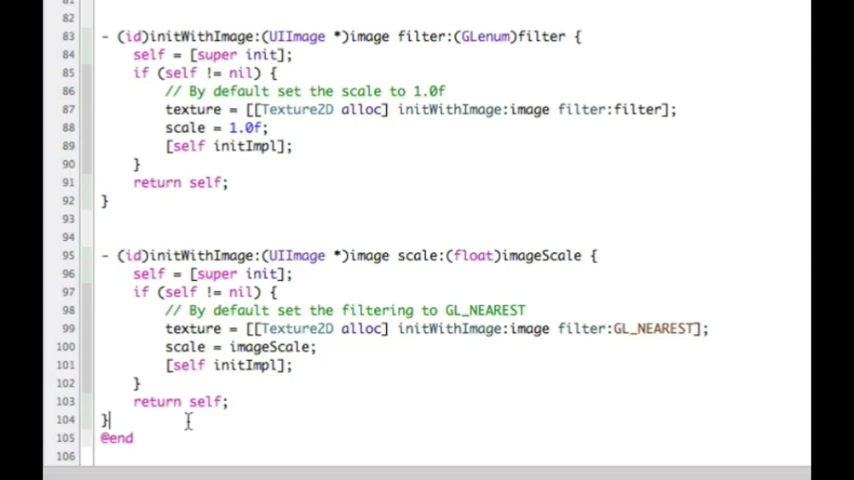 82
83 - (id)initWithImage:(UIImage *)image filter:(GLenum)filter {
84 self = [super init];
85 if (self != nil) {
86 // By default set the scale to 1.0f
87 texture = [[Texture2D alloc] initWithImage:image filter:filter];
88 scale = 1.0f;
89 [self initImpl];
90 }
91 return self;
92 }
93
94
95 - (id)initWithImage:(UIImage *)image scale:(float)imageScale {
96 self = [super init];
97 if (self != nil) {
98 // By default set the filtering to GL_NEAREST
99 texture = [[Texture2D alloc] initWithImage:image filter:GL_NEAREST];
100 scale = imageScale;
101 [self initImpl];
102 }
103 return self;
104 }
105 @end
106